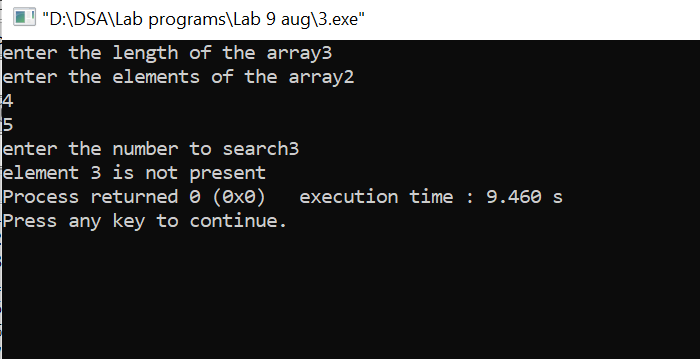 "D:\DSA\Lab programs\Lab 9 aug\3.exe"
enter the length of the array3
enter the elements of the array2
4
5
enter the number to search3
element 3 is not present
Process returned 0 (0x0)   execution time : 9.460 s
Press any key to continue.